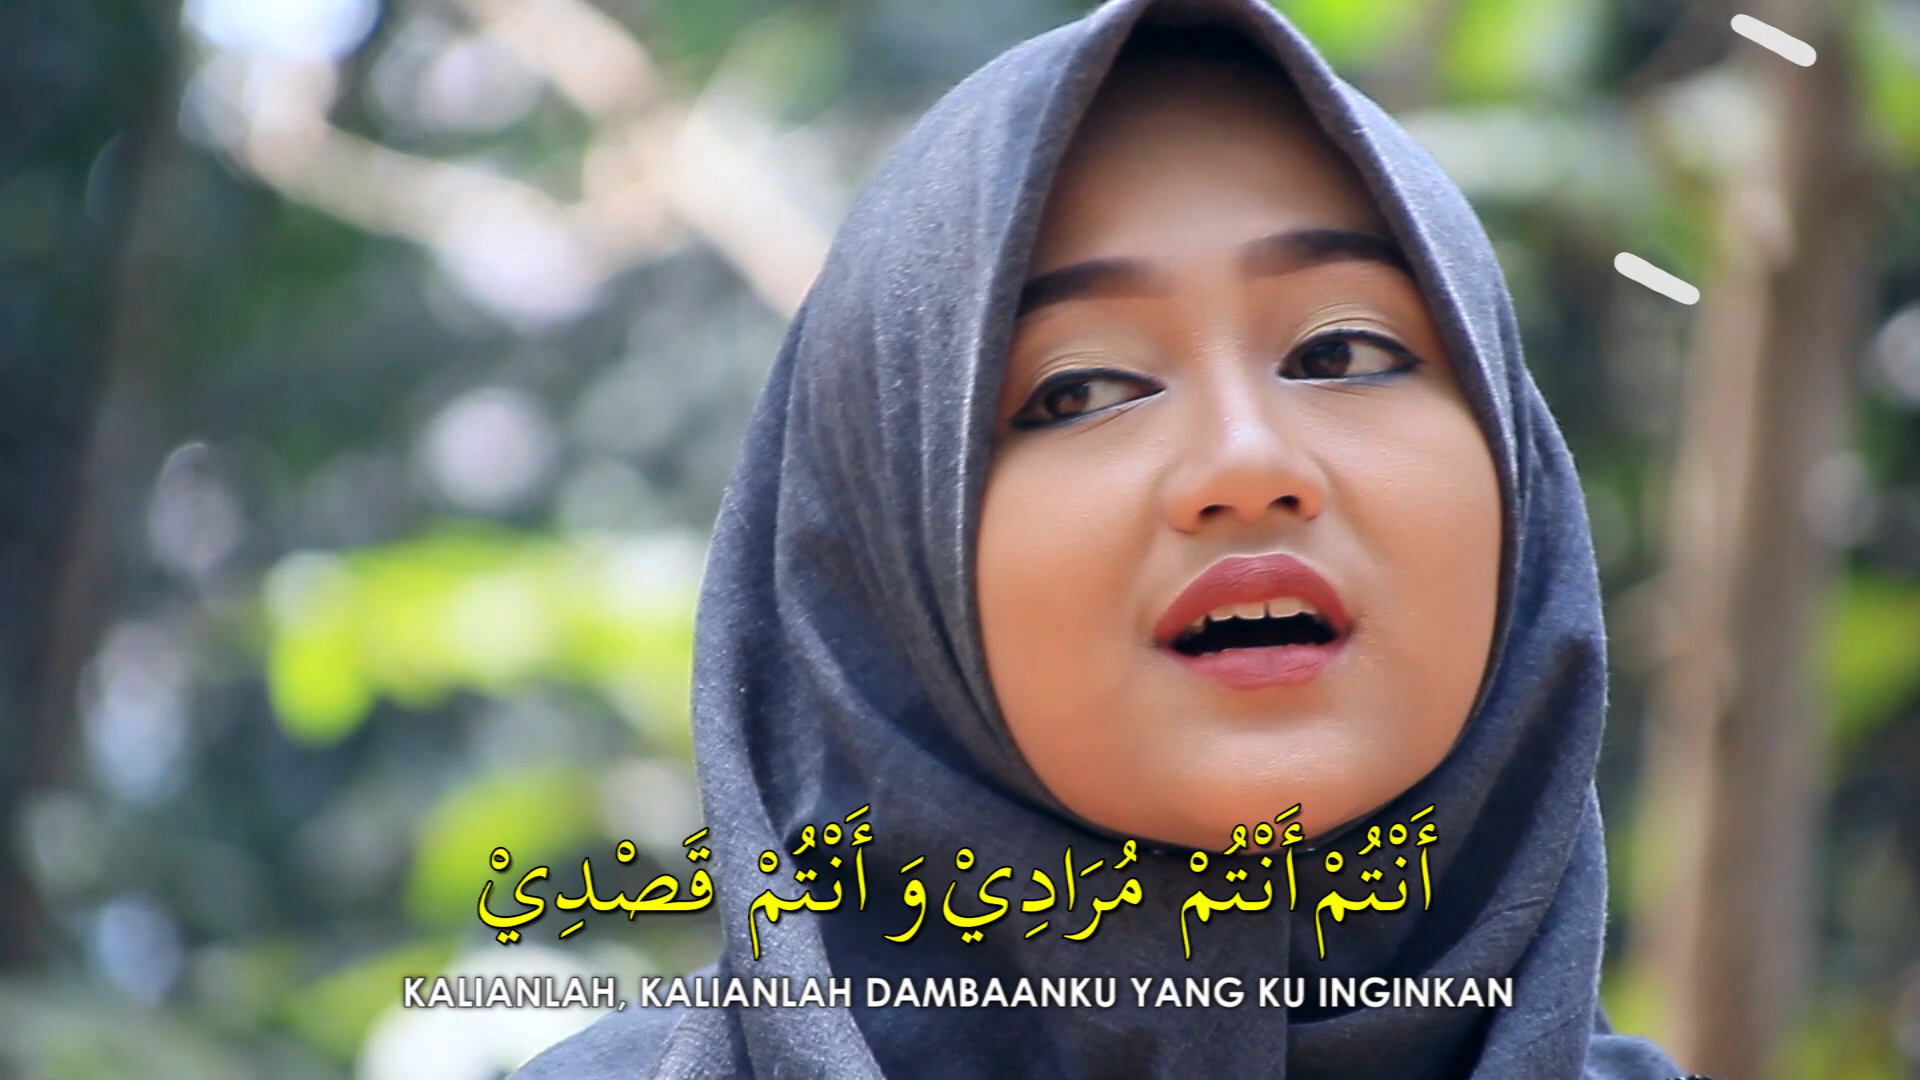 أَنْتُمْ أَنْتُمْ مُرَادِيْ وَ أَنْتُمْ قَصْدِيْ
KALIANLAH, KALIANLAH DAMBAANKU YANG KU INGINKAN